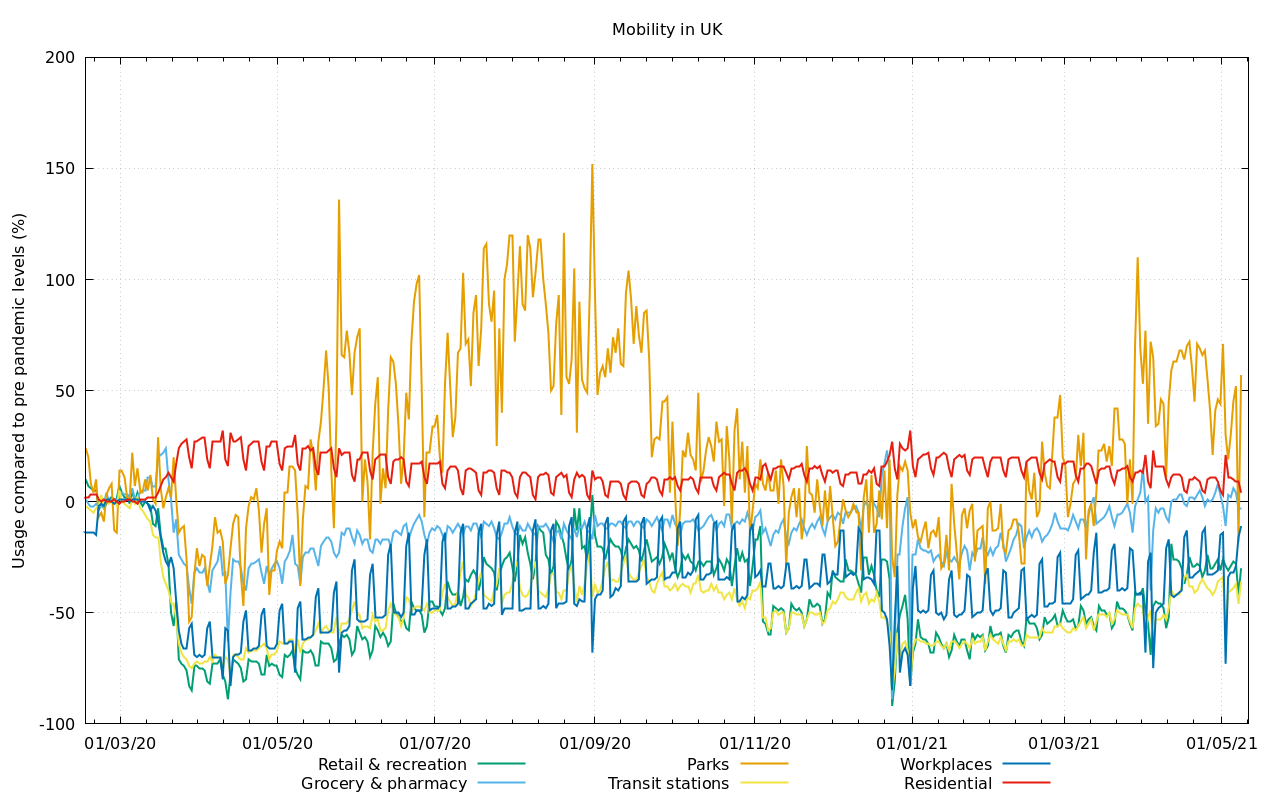 Mobility in UK
Usage compared to pre pandemic levels (%)
200
150
100
50
0
-50
-100
01/03/20 01/05/20 01/07/20 01/09/20 01/11/20 01/01/21 01/03/21 01/05/21
Retail & recreation Parks Workplaces
Grocery & pharmacy Transit stations Residential